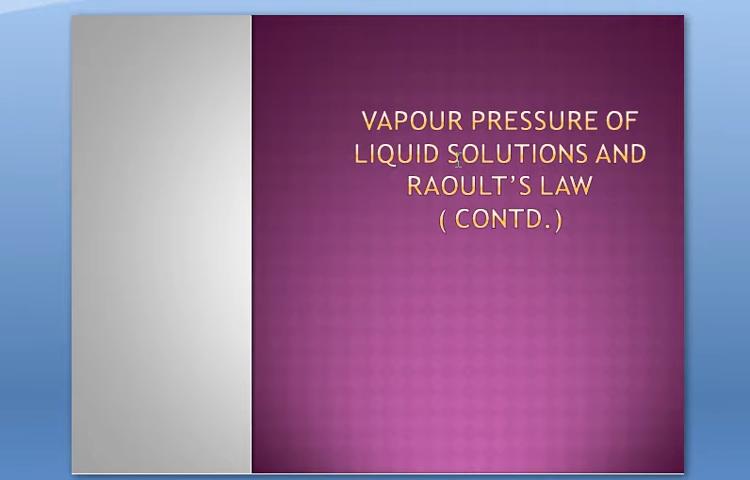 VAPOUR PRESSURE OF
LIQUID SOLUTIONS AND
RAOULT'S LAW
( CONTD.)